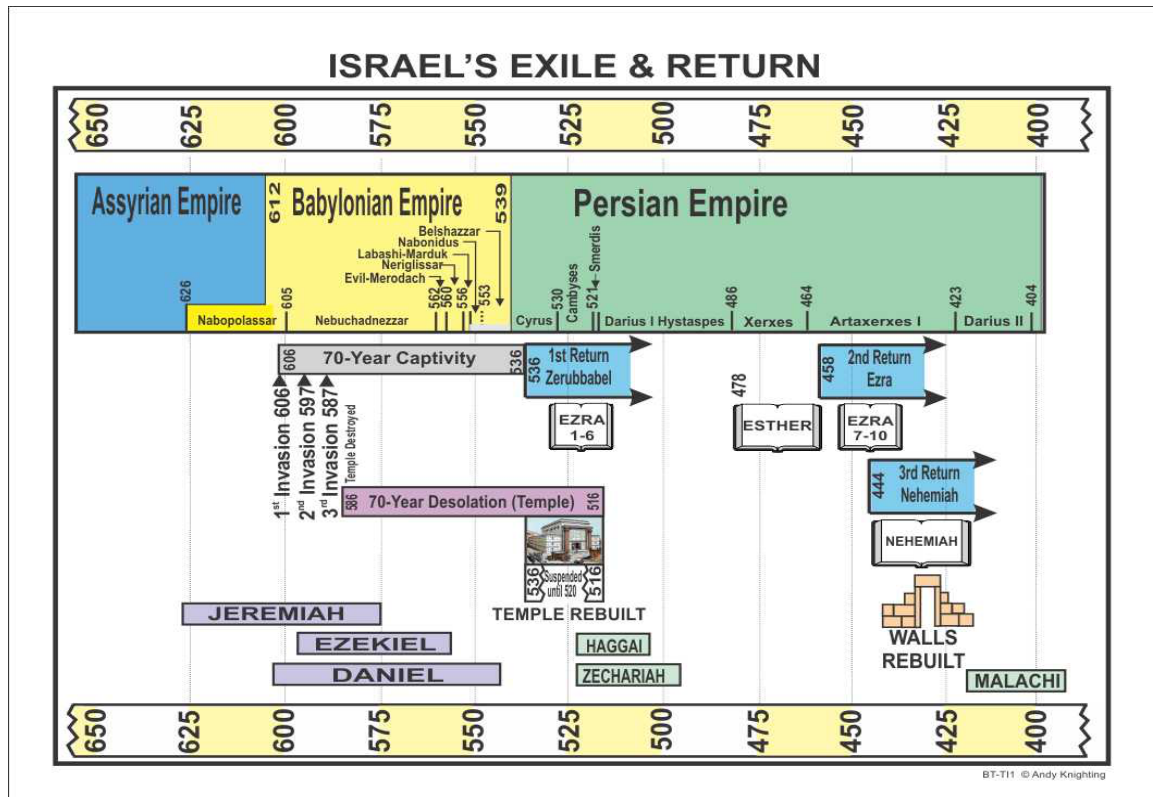 ISRAEL'S EXILE & RETURN
650 625 600 575 550 525 500 475 450 425 400
Assyrian Empire
612
Babylonian Empire
539
Persian Empire
Belshazzar
Nabonidus
Labashi-Marduk
Neriglissar
Evil-Merodach
626
605
562
560
556
553
530
Cambyses
521
Smerdis
486
464
423
404
Nabopolassar
Nebuchadnezzar
Cyrus
Darius I Hystaspes
Xerxes
Artaxerxes I
Darius II
606
70-Year Captivity
536
536
1st Return
Zerubbabel
EZRA
1-6
478
ESTHER
458
2nd Return
Ezra
EZRA
7-10
1st Invasion 606
2nd Invasion 597
3rd Invasion 587
Temple Destroyed
586
70-Year Desolation (Temple)
516
444
3rd Return
Nehemiah
NEHEMIAH
536
Suspended
until 520
516
TEMPLE REBUILT
WALLS
REBUILT
JEREMIAH
EZEKIEL
DANIEL
HAGGAI
ZECHARIAH
MALACHI
650 625 600 575 550 525 500 475 450 425 400
BT-TI1 © Andy Knighting